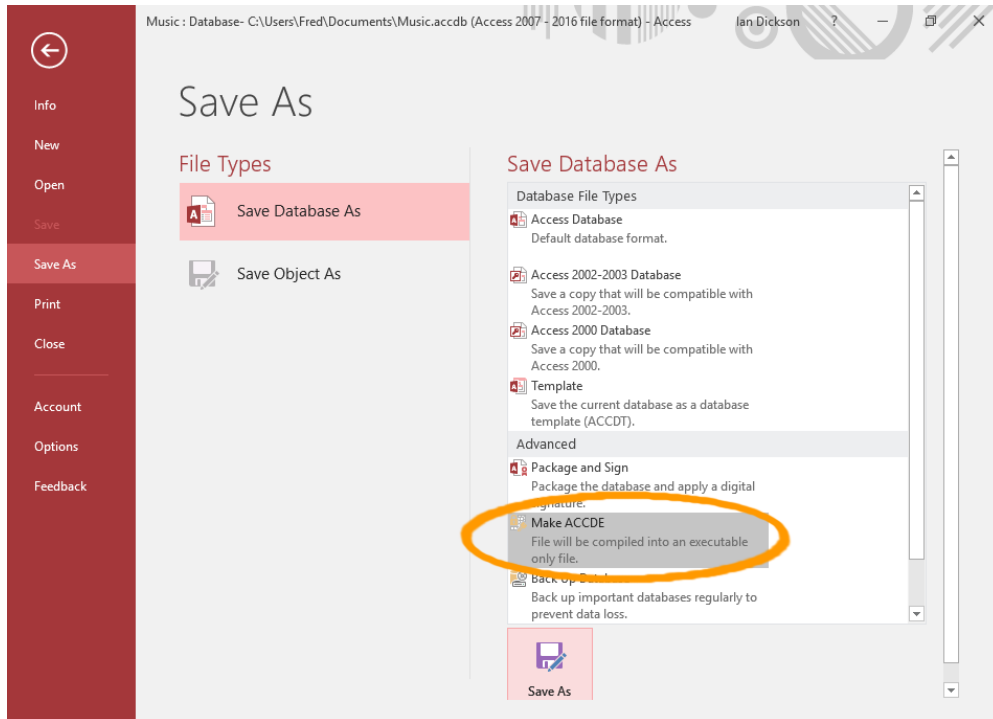 Music : Database- C:\Users\Fred\Documents\Music.accdb (Access 2007 - 2016 file format) - Access
Ian Dickson
?
Info
New
Open
Save
Save As
Print
Close
Account
Options
Feedback
Save As
File Types
Save Database As
Save Object As
Save Database As
Database File Types
Access Database
Default database format.
Access 2002-2003 Database
Save a copy that will be compatible with
Access 2002-2003.
Access 2000 Database
Save a copy that will be compatible with
Access 2000.
Template
Save the current database as a database
template (ACCDT).
Advanced
Package and Sign
Package the database and apply a digital
signature.
Make ACCDE
File will be compiled into an executable
only file.
Back Up Database
Back up important databases regularly to
prevent data loss.
Save As